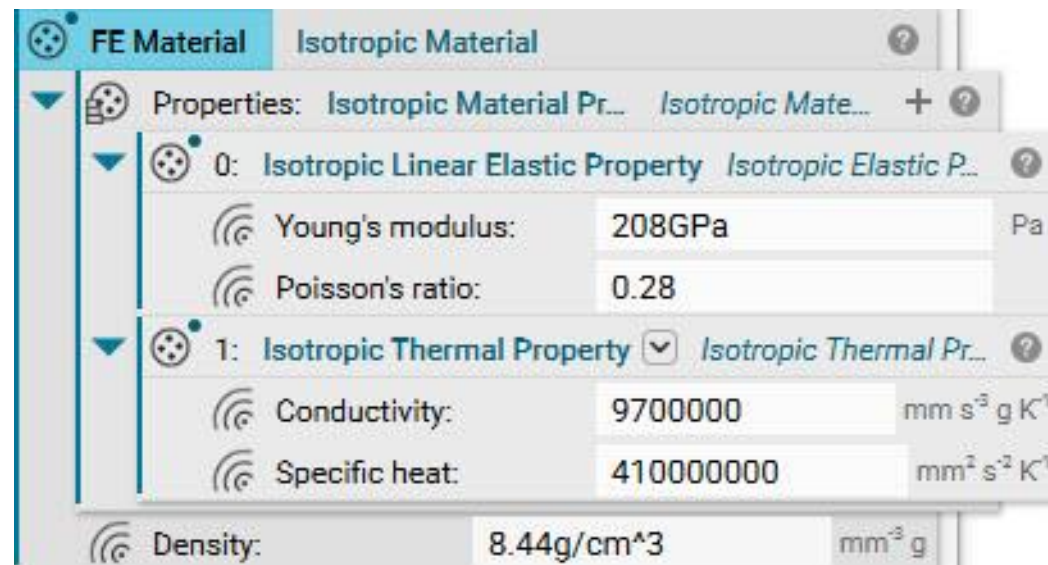 FE Material Isotropic Material ?
Properties: Isotropic Material Pr... Isotropic Mate... + ?
0: Isotropic Linear Elastic Property Isotropic Elastic P... ?
Young's modulus: 208GPa Pa
Poisson's ratio: 0.28
1: Isotropic Thermal Property Isotropic Thermal Pr... ?
Conductivity: 9700000 mm s⁻³ g K⁻¹
Specific heat: 410000000 mm² s⁻² K⁻¹
Density: 8.44g/cm^3 mm⁻³ g